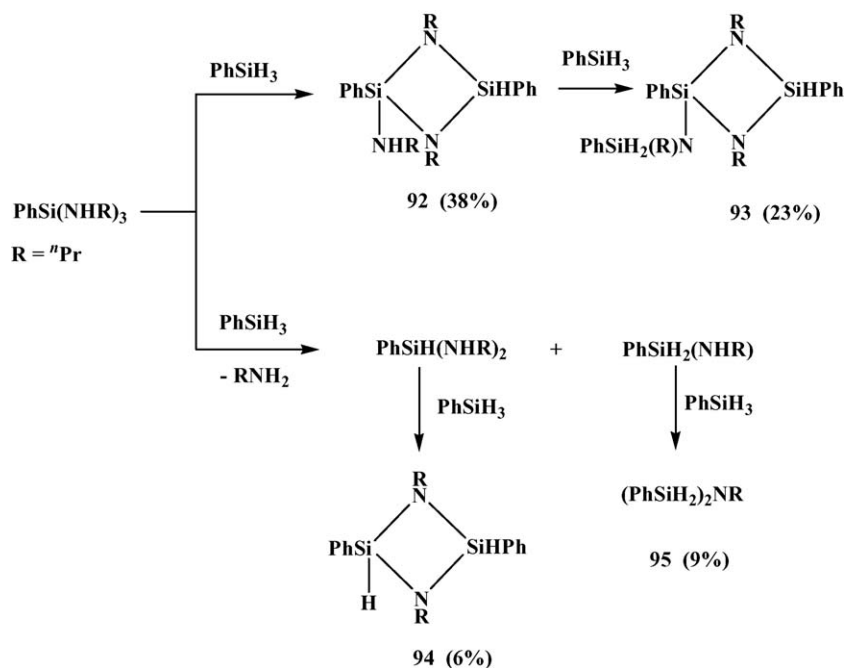 R
N
PhSiH₃
PhSi
SiHPh
N
R
NHR
92 (38%)
PhSiH₃
R
N
PhSi
SiHPh
N
R
PhSiH₂(R)N
93 (23%)
PhSi(NHR)₃
R = ⁿPr
PhSiH₃
- RNH₂
PhSiH(NHR)₂ + PhSiH₂(NHR)
PhSiH₃
PhSiH₃
R
N
PhSi
SiHPh
H
N
R
94 (6%)
(PhSiH₂)₂NR
95 (9%)